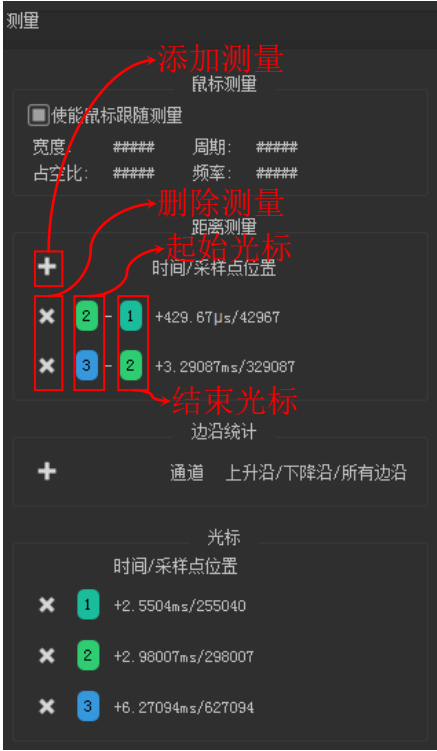 测量
添加测量
鼠标测量
使能鼠标跟随测量
宽度: ##### 周期: #####
占空比: ##### 频率: #####
删除测量
距离测量
起始光标
时间/采样点位置
2 - 1 +429.67μs/42967
3 - 2 +3.29087ms/329087
结束光标
边沿统计
通道 上升沿/下降沿/所有边沿
光标
时间/采样点位置
1 +2.5504ms/255040
2 +2.98007ms/298007
3 +6.27094ms/627094